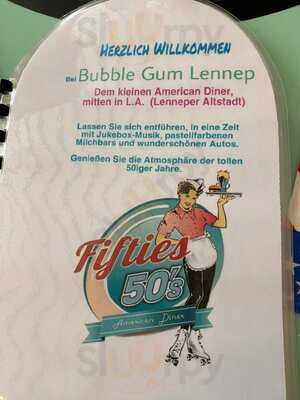 Herzlich Willkommen
Bei Bubble Gum Lennep
Dem kleinen American Diner,
mitten in L.A. (Lenneper Altstadt)
Lassen Sie sich entführen, in eine Zeit
mit Jukebox-Musik, pastellfarbenen
Milchbars und wunderschönen Autos.
Genießen Sie die Atmosphäre der tollen
50iger Jahre.
Fifties
50's
American Diner